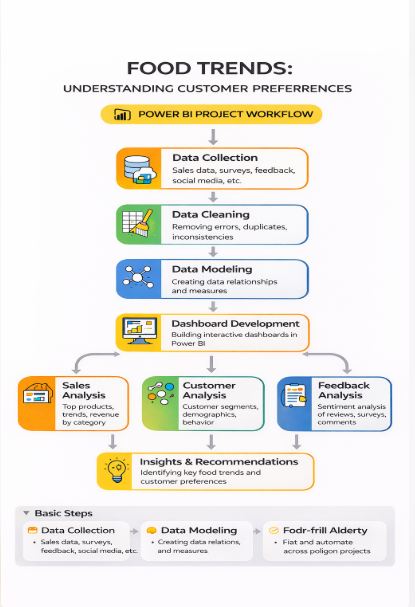 FOOD TRENDS:
UNDERSTANDING CUSTOMER PREFERRENCES
POWER BI PROJECT WORKFLOW
Data Collection
Sales data, surveys, feedback,
social media, etc.
Data Cleaning
Removing errors, duplicates,
inconsistencies
Data Modeling
Creating data relationships
and measures
Dashboard Development
Building interactive dashboards in
Power BI
Sales
Analysis
Top products,
trends, revenue
by category
Customer
Analysis
Customer segments,
demographics,
behavior
Feedback
Analysis
Sentiment analysis
of reviews, surveys,
comments
Insights & Recommendations
Identifying key food trends and
customer preferences
Basic Steps
Data Collection
• Sales data, surveys,
feedback, social media, etc.
Data Modeling
• Creating data relations,
and measures
Fodr-frill Alderty
• Fiat and automate
across poligon projects